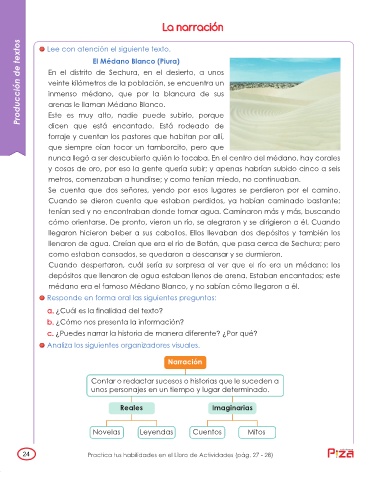 La narración
Producción de textos
Lee con atención el siguiente texto.
El Médano Blanco (Piura)
En el distrito de Sechura, en el desierto, a unos
veinte kilómetros de la población, se encuentra un
inmenso médano, que por la blancura de sus
arenas le llaman Médano Blanco.
Este es muy alto, nadie puede subirlo, porque
dicen que está encantado. Está rodeado de
forraje y cuentan los pastores que habitan por allí,
que siempre oían tocar un tamborcito, pero que
nunca llegó a ser descubierto quién lo tocaba. En el centro del médano, hay corales
y cosas de oro, por eso la gente quería subir; y apenas habrían subido cinco a seis
metros, comenzaban a hundirse; y como tenían miedo, no continuaban.
Se cuenta que dos señores, yendo por esos lugares se perdieron por el camino.
Cuando se dieron cuenta que estaban perdidos, ya habían caminado bastante;
tenían sed y no encontraban donde tomar agua. Caminaron más y más, buscando
cómo orientarse. De pronto, vieron un río, se alegraron y se dirigieron a él. Cuando
llegaron hicieron beber a sus caballos. Ellos llevaban dos depósitos y también los
llenaron de agua. Creían que era el río de Batán, que pasa cerca de Sechura; pero
como estaban cansados, se quedaron a descansar y se durmieron.
Cuando despertaron, cuál sería su sorpresa al ver que el río era un médano; los
depósitos que llenaron de agua estaban llenos de arena. Estaban encantados; este
médano era el famoso Médano Blanco, y no sabían cómo llegaron a él.
Responde en forma oral las siguientes preguntas:
a. ¿Cuál es la finalidad del texto?
b. ¿Cómo nos presenta la información?
c. ¿Puedes narrar la historia de manera diferente? ¿Por qué?
Analiza los siguientes organizadores visuales.
Narración
Contar o redactar sucesos o historias que le suceden a
unos personajes en un tiempo y lugar determinado.
Reales Imaginarias
Novelas Leyendas Cuentos Mitos
24 Practica tus habilidades en el Libro de Actividades (pág. 27 - 28)